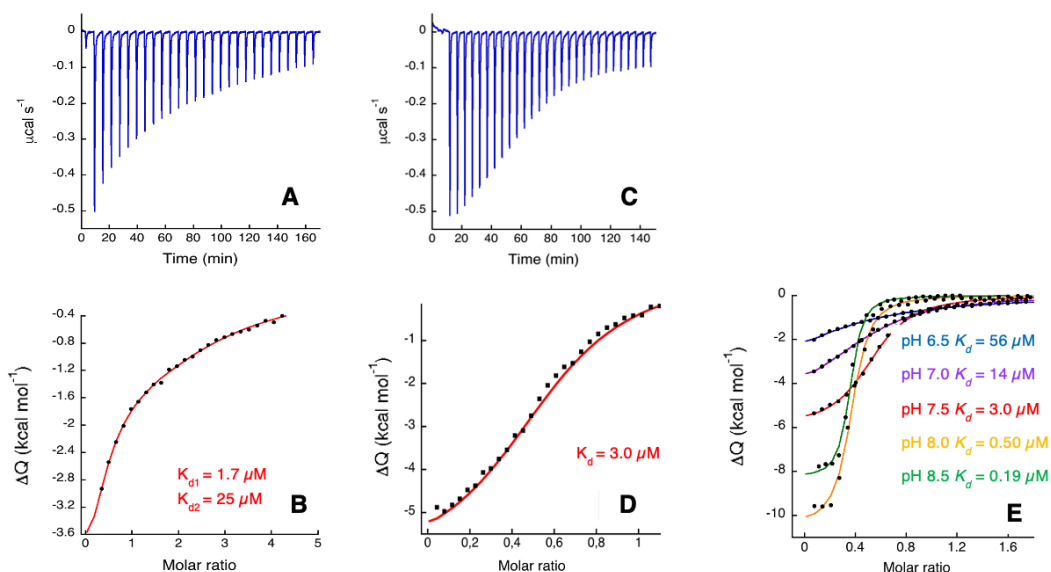 0
-0.1
-0.2
-0.3
-0.4
-0.5
µcal s⁻¹
A
0 20 40 60 80 100 120 140 160
Time (min)
0
-0.1
-0.2
-0.3
-0.4
-0.5
µcal s⁻¹
C
0 20 40 60 80 100 120 140
Time (min)
-0.4
-0.8
-1.2
-1.6
-2
-2.4
-2.8
-3.2
-3.6
ΔQ (kcal mol⁻¹)
K_d1 = 1.7 µM
K_d2 = 25 µM
B
0 1 2 3 4 5
Molar ratio
-1
-2
-3
-4
-5
ΔQ (kcal mol⁻¹)
K_d = 3.0 µM
D
0 0,2 0,4 0,6 0,8 1
Molar ratio
0
-2
-4
-6
-8
-10
ΔQ (kcal mol⁻¹)
pH 6.5 K_d = 56 µM
pH 7.0 K_d = 14 µM
pH 7.5 K_d = 3.0 µM
pH 8.0 K_d = 0.50 µM
pH 8.5 K_d = 0.19 µM
E
0 0.4 0.8 1.2 1.6
Molar ratio